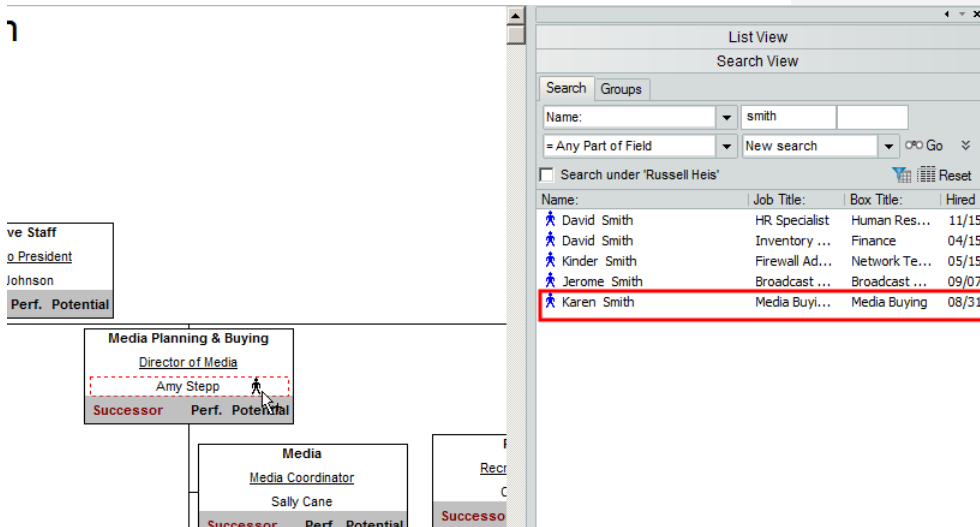 ve Staff
o President
Johnson
Perf. Potential
Media Planning & Buying
Director of Media
Amy Stepp
Successor Perf. Potential
Media
Media Coordinator
Sally Cane
Successor Perf. Potential
Recr
Successo
List View
Search View
Search Groups
Name: smith
= Any Part of Field New search Go
Search under 'Russell Heis' Reset
Name: Job Title: Box Title: Hired
David Smith HR Specialist Human Res... 11/15
David Smith Inventory ... Finance 04/15
Kinder Smith Firewall Ad... Network Te... 05/15
Jerome Smith Broadcast ... Broadcast ... 09/07
Karen Smith Media Buyi... Media Buying 08/31